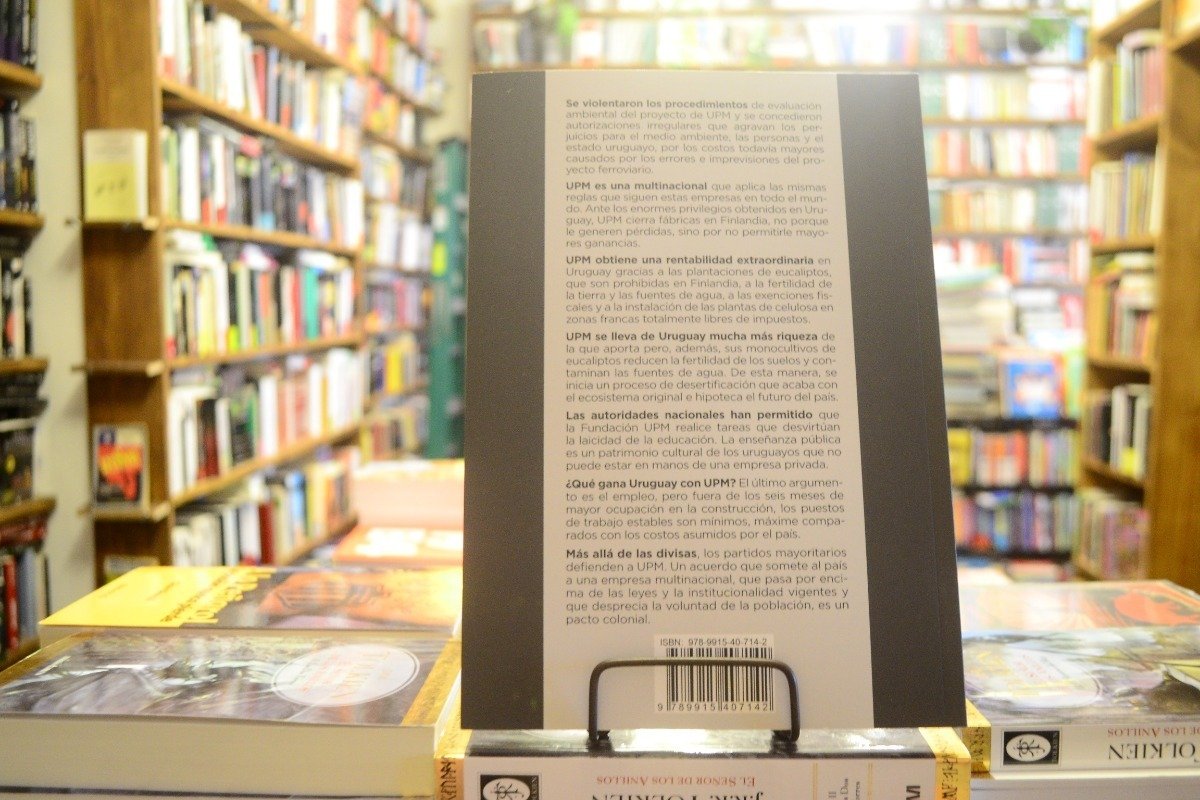 Se violentaron los procedimientos de evaluación
ambiental del proyecto de UPM y se concedieron
autorizaciones irregulares que agravan los per-
juicios para el medio ambiente, las personas y el
estado uruguayo, por los costos todavía mayores
causados por los errores e imprevisiones del pro-
yecto ferroviario.
UPM es una multinacional que aplica las mismas
reglas que siguen estas empresas en todo el mun-
do. Ante los enormes privilegios obtenidos en Uru-
guay, UPM cierra fábricas en Finlandia, no porque
le generen pérdidas, sino por no permitirle mayo-
res ganancias.
UPM obtiene una rentabilidad extraordinaria en
Uruguay gracias a las plantaciones de eucaliptos,
que son prohibidas en Finlandia, a la fertilidad de
la tierra y las fuentes de agua, a las exenciones fis-
cales y a la instalación de las plantas de celulosa en
zonas francas totalmente libres de impuestos.
UPM se lleva de Uruguay mucha más riqueza de
la que aporta pero, además, sus monocultivos de
eucaliptos reducen la fertilidad de los suelos y con-
taminan las fuentes de agua. De esta manera, se
inicia un proceso de desertificación que acaba con
el ecosistema original e hipoteca el futuro del país.
Las autoridades nacionales han permitido que
la Fundación UPM realice tareas que desvirtúan
la laicidad de la educación. La enseñanza pública
es un patrimonio cultural de los uruguayos que no
puede estar en manos de una empresa privada.
¿Qué gana Uruguay con UPM? El último argumen-
to es el empleo, pero fuera de los seis meses de
mayor ocupación en la construcción, los puestos
de trabajo estables son mínimos, máxime compa-
rados con los costos asumidos por el país.
Más allá de las divisas, los partidos mayoritarios
defienden a UPM. Un acuerdo que somete al país
a una empresa multinacional, que pasa por enci-
ma de las leyes y la institucionalidad vigentes y
que desprecia la voluntad de la población, es un
pacto colonial.
ISBN: 978-9915-40-714-2
9 789915 407142
EL SEÑOR DE LOS ANILLOS
J.R.R. TOLKIEN
DE LOS ANILLOS
TOLKIEN